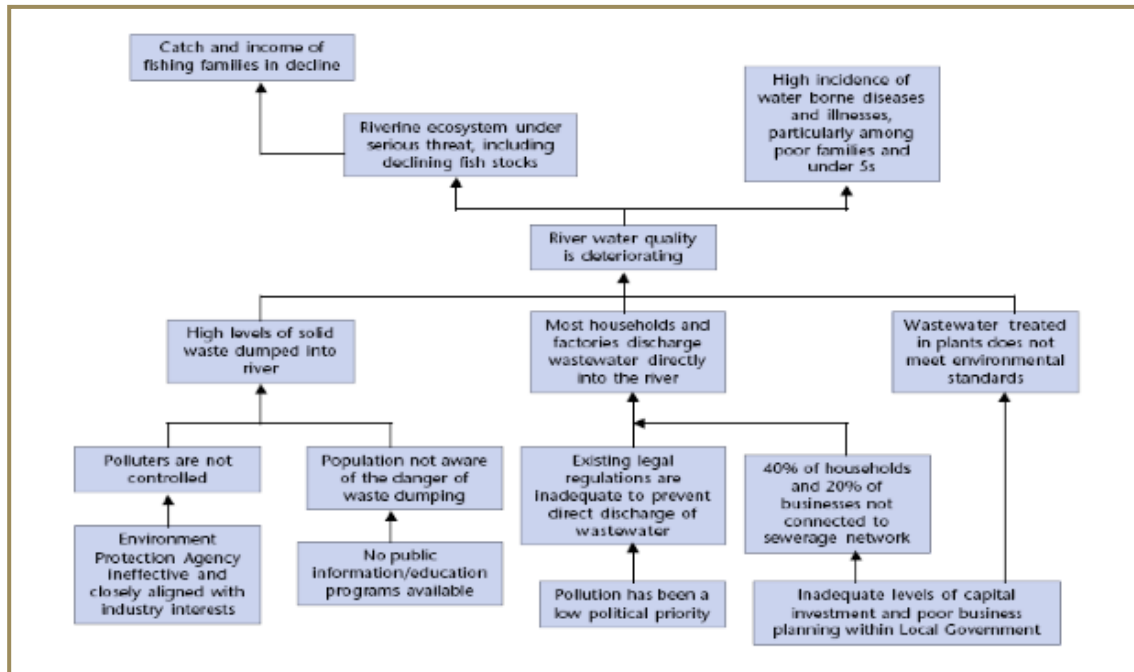 Catch and income of
fishing families in decline
High incidence of
water borne diseases
and illnesses,
particularly among
poor families and
under 5s
Riverine ecosystem under
serious threat, including
declining fish stocks
River water quality
is deteriorating
High levels of solid
waste dumped into
river
Most households and
factories discharge
wastewater directly
into the river
Wastewater treated
in plants does not
meet environmental
standards
Polluters are not
controlled
Population not aware
of the danger of
waste dumping
Existing legal
regulations are
inadequate to prevent
direct discharge of
wastewater
40% of households
and 20% of
businesses not
connected to
sewerage network
Environment
Protection Agency
ineffective and
closely aligned with
industry interests
No public
information/education
programs available
Pollution has been a
low political priority
Inadequate levels of capital
investment and poor business
planning within Local Government